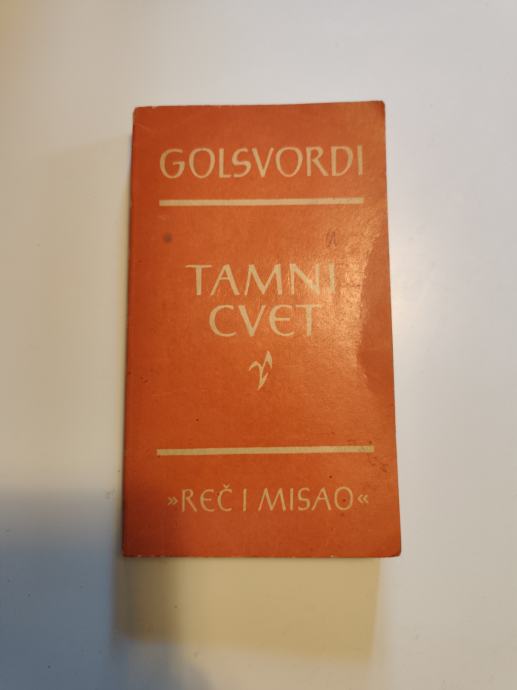 GOLSVORDI
TAMNI
CVET
»REČ I MISAO«